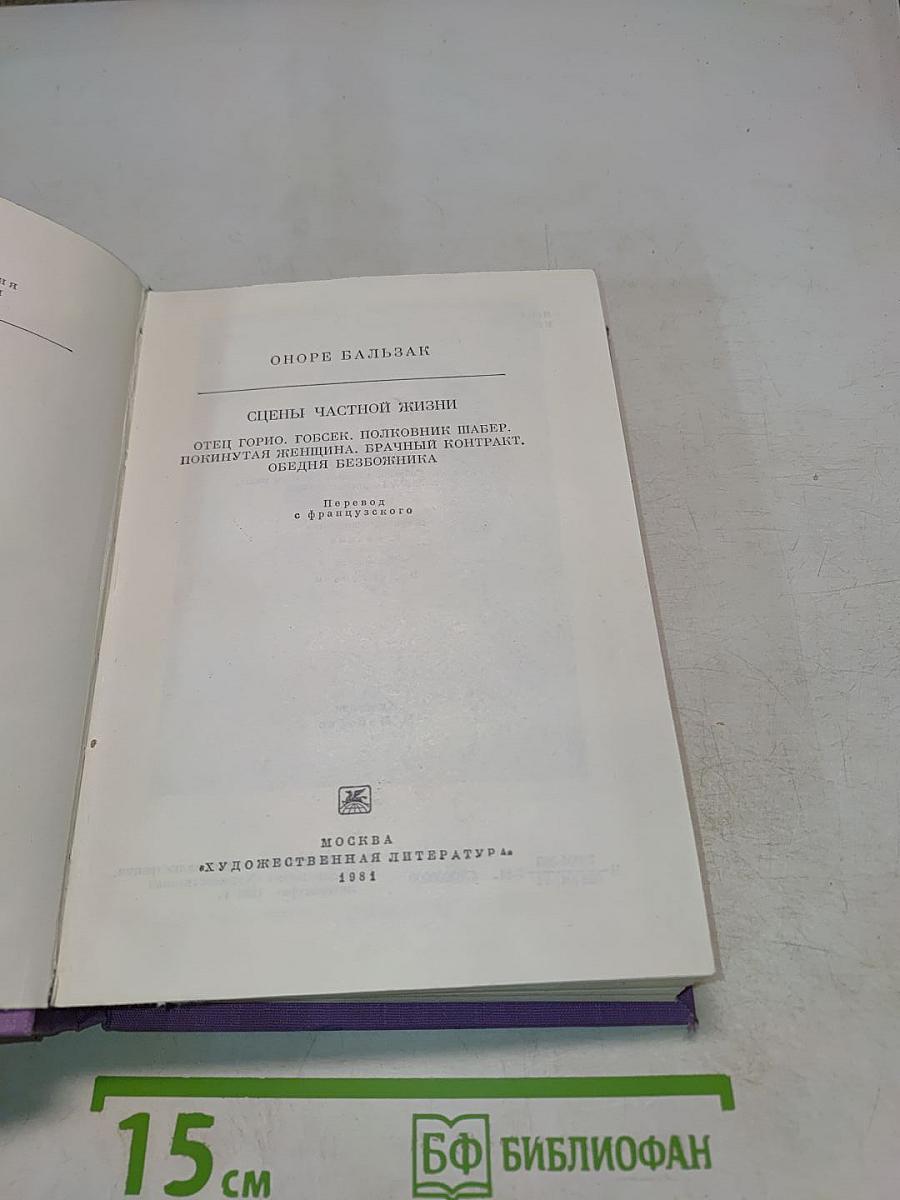 ОНОРЕ БАЛЬЗАК
СЦЕНЫ ЧАСТНОЙ ЖИЗНИ
ОТЕЦ ГОРИО. ГОБСЕК. ПОЛКОВНИК ШАБЕР.
ПОКИНУТАЯ ЖЕНЩИНА. БРАЧНЫЙ КОНТРАКТ.
ОБЕДНЯ БЕЗБОЖНИКА
Перевод
с французского
МОСКВА
«ХУДОЖЕСТВЕННАЯ ЛИТЕРАТУРА»
1981
15 см
БФ БИБЛИОФАН